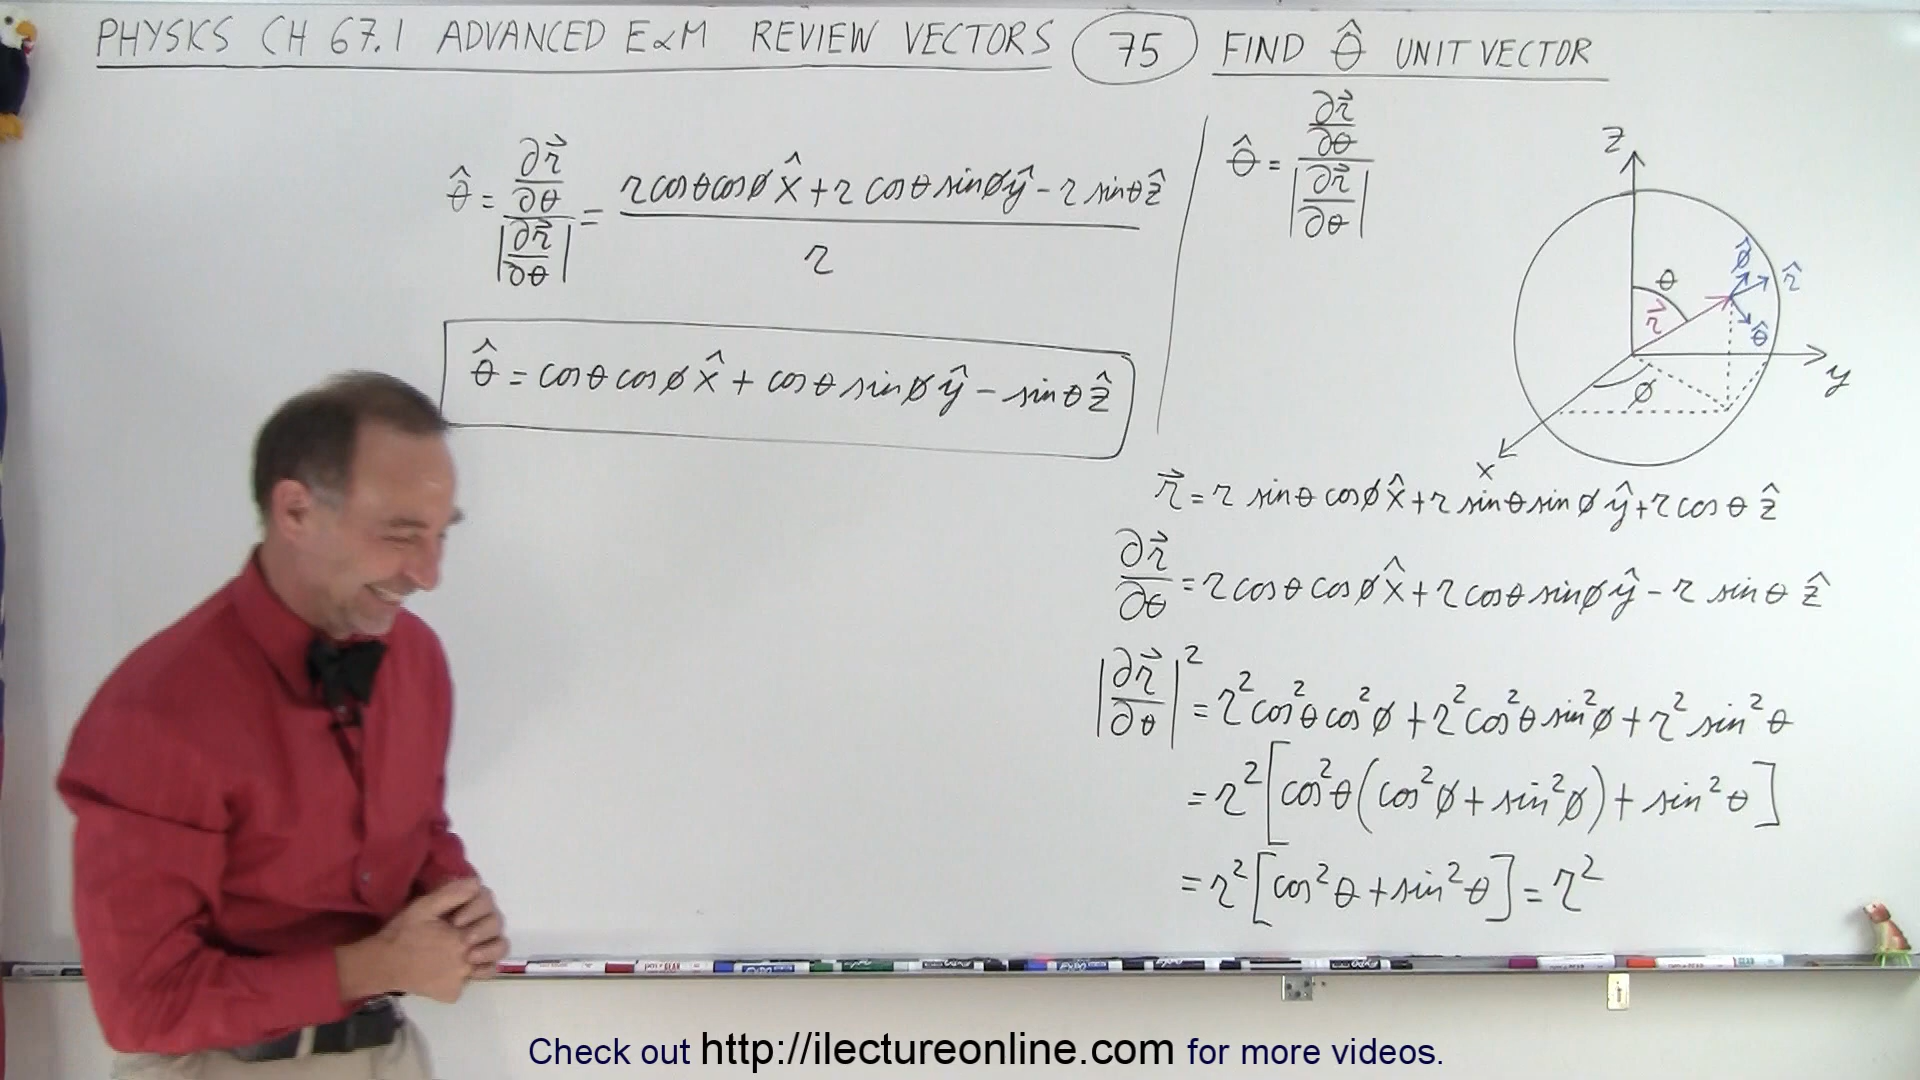 PHYSICS CH 67.1 ADVANCED E&M REVIEW VECTORS 75 FIND θ̂ UNIT VECTOR
θ̂ = (∂r⃗/∂θ)/|∂r⃗/∂θ| = (r cosθ cosφ x̂ + r cosθ sinφ ŷ - r sinθ ẑ)/r
θ̂ = cosθ cosφ x̂ + cosθ sinφ ŷ - sinθ ẑ
θ̂ = (∂r⃗/∂θ)/|∂r⃗/∂θ|
z
φ̂ r̂
θ
r⃗ θ̂
y
φ
x
r⃗ = r sinθ cosφ x̂ + r sinθ sinφ ŷ + r cosθ ẑ
∂r⃗/∂θ = r cosθ cosφ x̂ + r cosθ sinφ ŷ - r sinθ ẑ
|∂r⃗/∂θ|² = r² cos²θ cos²φ + r² cos²θ sin²φ + r² sin²θ
= r² [cos²θ (cos²φ + sin²φ) + sin²θ]
= r² [cos²θ + sin²θ] = r²
EXPO
Check out http://ilectureonline.com for more videos.